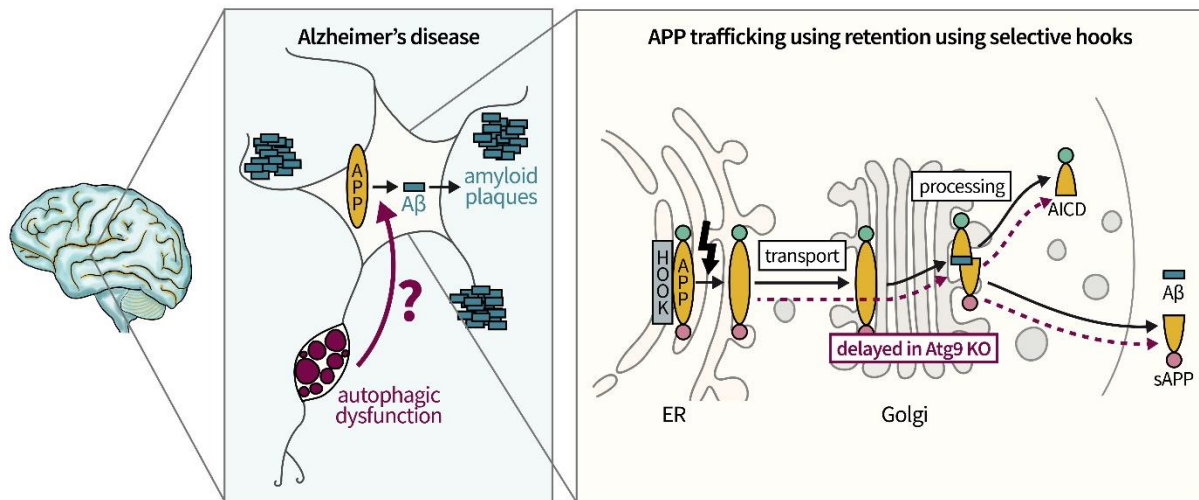 Alzheimer's disease
APP
Aβ
amyloid
plaques
?
autophagic
dysfunction
APP trafficking using retention using selective hooks
HOOK
APP
transport
processing
AICD
delayed in Atg9 KO
Aβ
sAPP
ER
Golgi